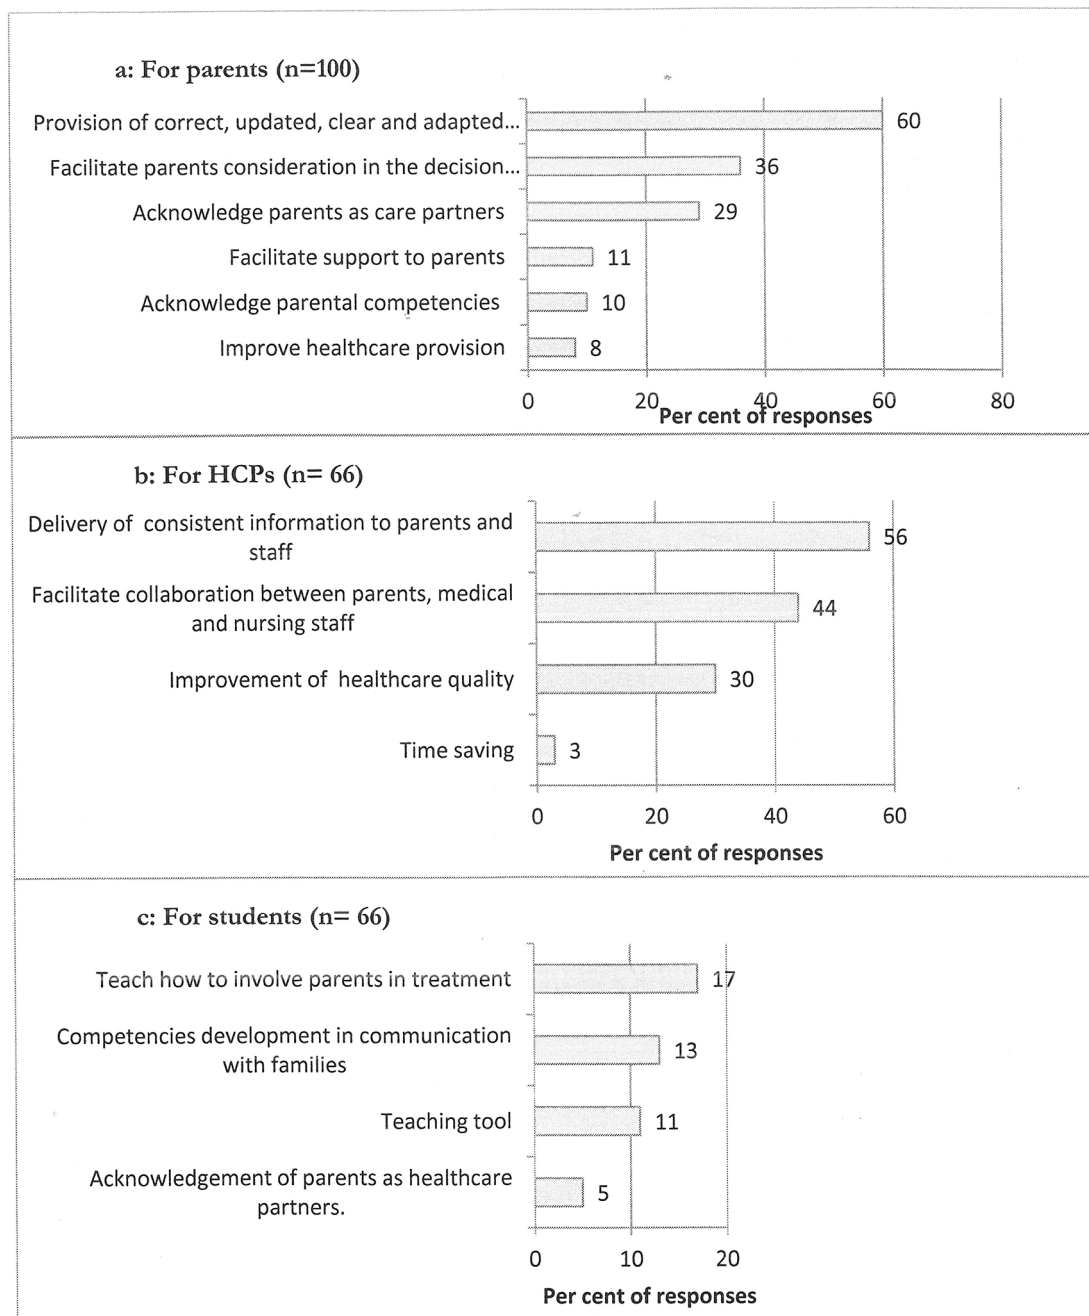 a: For parents (n=100)
Provision of correct, updated, clear and adapted... 60
Facilitate parents consideration in the decision... 36
Acknowledge parents as care partners 29
Facilitate support to parents 11
Acknowledge parental competencies 10
Improve healthcare provision 8
0 20 40 60 80
Per cent of responses
b: For HCPs (n= 66)
Delivery of consistent information to parents and
staff
56
Facilitate collaboration between parents, medical
and nursing staff
44
Improvement of healthcare quality 30
Time saving 3
0 20 40 60
Per cent of responses
c: For students (n= 66)
Teach how to involve parents in treatment 17
Competencies development in communication
with families
13
Teaching tool 11
Acknowledgement of parents as healthcare
partners.
5
0 10 20
Per cent of responses